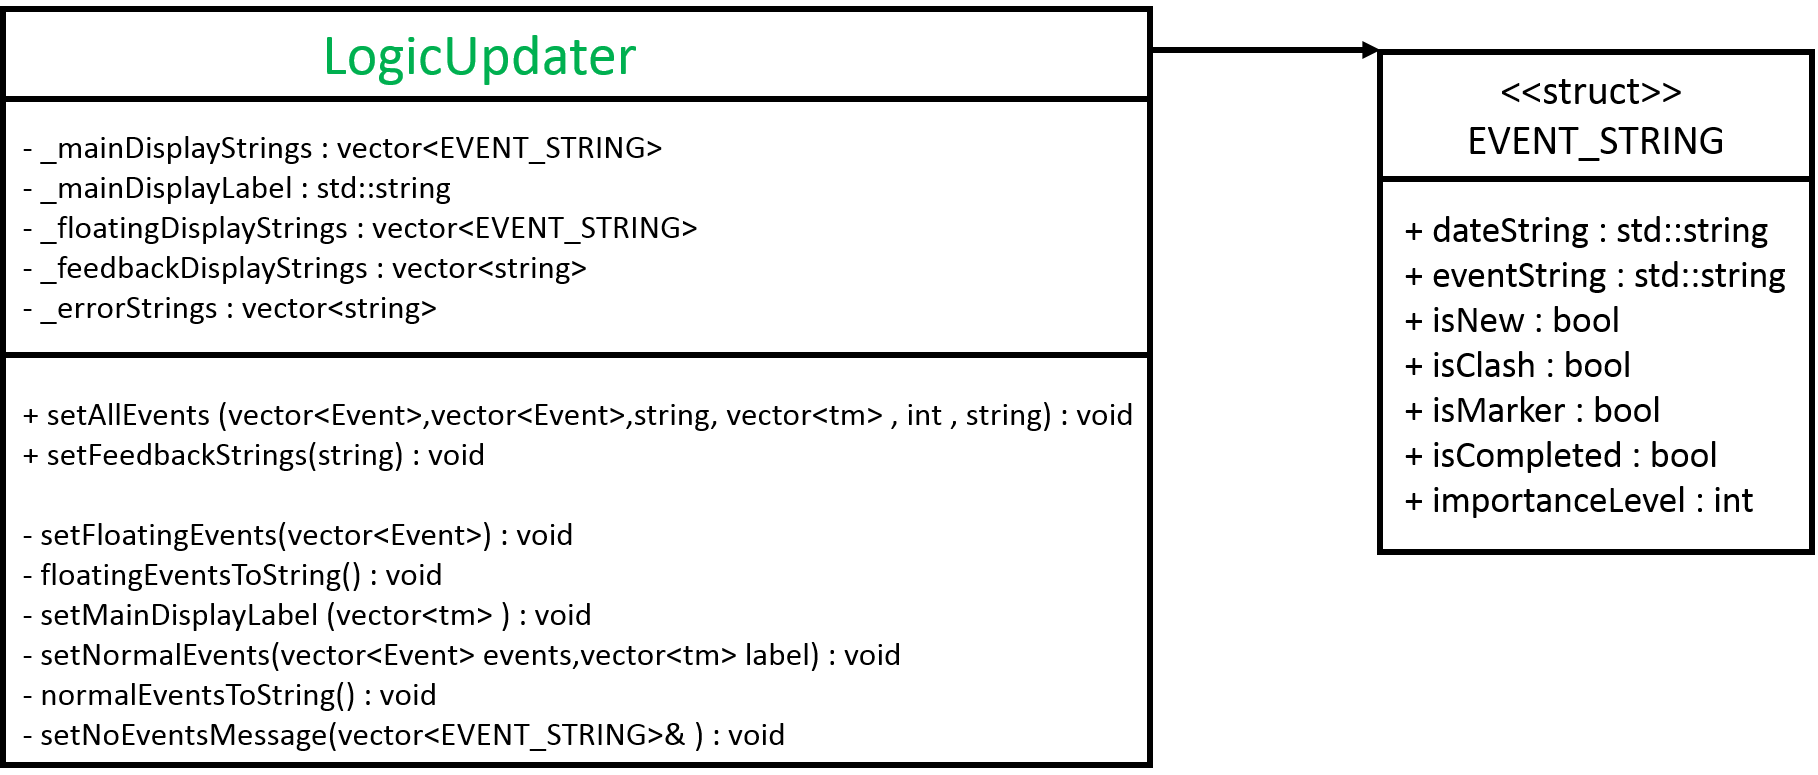 LogicUpdater
- _mainDisplayStrings : vector<EVENT_STRING>
- _mainDisplayLabel : std::string
- _floatingDisplayStrings : vector<EVENT_STRING>
- _feedbackDisplayStrings : vector<string>
- _errorStrings : vector<string>
+ setAllEvents (vector<Event>,vector<Event>,string, vector<tm> , int , string) : void
+ setFeedbackStrings(string) : void
- setFloatingEvents(vector<Event>) : void
- floatingEventsToString() : void
- setMainDisplayLabel (vector<tm> ) : void
- setNormalEvents(vector<Event> events,vector<tm> label) : void
- normalEventsToString() : void
- setNoEventsMessage(vector<EVENT_STRING>& ) : void
<<struct>>
EVENT_STRING
+ dateString : std::string
+ eventString : std::string
+ isNew : bool
+ isClash : bool
+ isMarker : bool
+ isCompleted : bool
+ importanceLevel : int